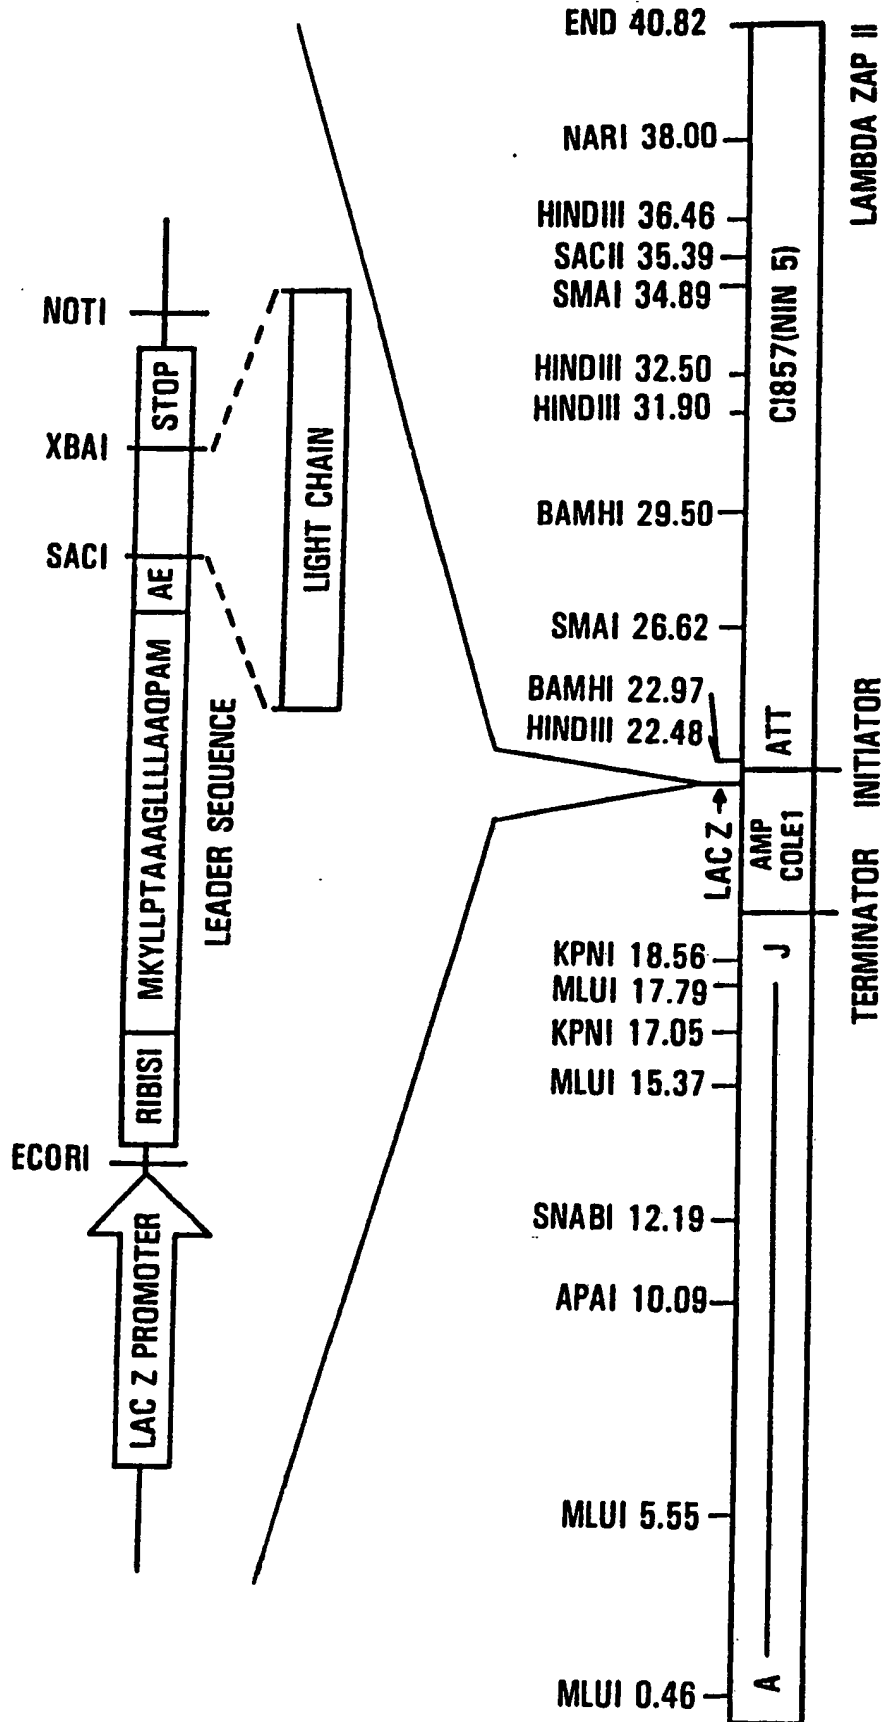 END 40.82
NARI 38.00
HINDIII 36.46
SACII 35.39
SMAI 34.89
HINDIII 32.50
HINDIII 31.90
BAMHI 29.50
SMAI 26.62
BAMHI 22.97
HINDIII 22.48
LAC Z
KPNI 18.56
MLUI 17.79
KPNI 17.05
MLUI 15.37
SNABI 12.19
APAI 10.09
MLUI 5.55
MLUI 0.46
CI857(NIN 5)
ATT
AMP
COLE1
J
A
LAMBDA ZAP II
INITIATOR
TERMINATOR
NOTI
XBAI
SACI
ECORI
STOP
AE
MKYLLPTAAAGLLLLAAQPAM
RIBISI
LAC Z PROMOTER
LEADER SEQUENCE
LIGHT CHAIN